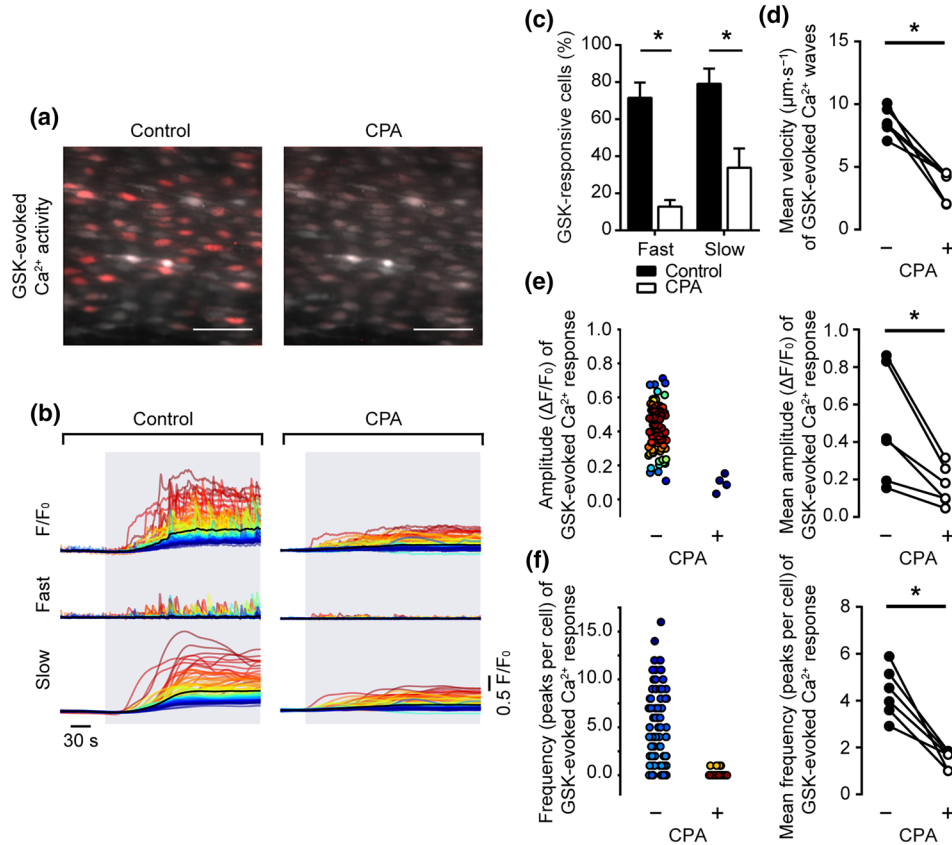 (a)
Control
CPA
GSK-evoked
Ca²⁺ activity
(b)
Control
CPA
F/F₀
Fast
Slow
30 s
0.5 F/F₀
(c)
GSK-responsive cells (%)
100
80
60
40
20
0
*
*
Fast
Slow
Control
CPA
(d)
Mean velocity (µm·s⁻¹)
of GSK-evoked Ca²⁺ waves
15
10
5
0
*
−
+
CPA
(e)
Amplitude (ΔF/F₀) of
GSK-evoked Ca²⁺ response
1.0
0.8
0.6
0.4
0.2
0.0
−
+
CPA
Mean amplitude (ΔF/F₀) of
GSK-evoked Ca²⁺ response
1.0
0.8
0.6
0.4
0.2
0.0
*
−
+
CPA
(f)
Frequency (peaks per cell) of
GSK-evoked Ca²⁺ response
15.0
10.0
5.0
0.0
−
+
CPA
Mean frequency (peaks per cell) of
GSK-evoked Ca²⁺ response
8
6
4
2
0
*
−
+
CPA